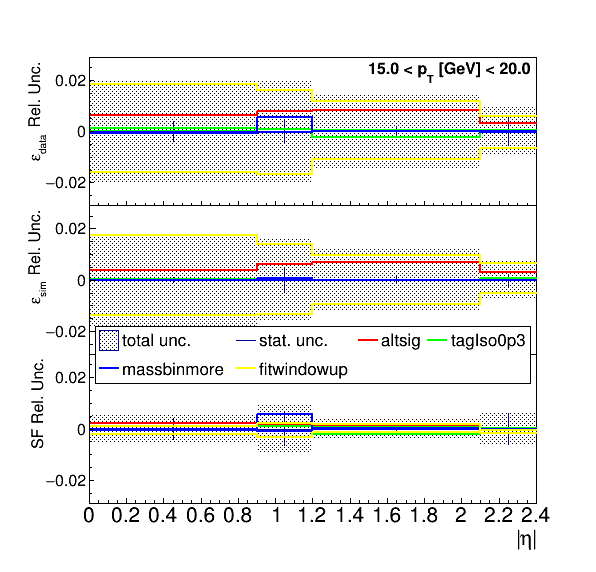 15.0 < p_T [GeV] < 20.0
ε_data Rel. Unc.
0.02
0
−0.02
ε_sim Rel. Unc.
0.02
0
−0.02
total unc. stat. unc. altsig tagIso0p3
massbinmore fitwindowup
SF Rel. Unc.
0.02
0
−0.02
0 0.2 0.4 0.6 0.8 1 1.2 1.4 1.6 1.8 2 2.2 2.4
|η|